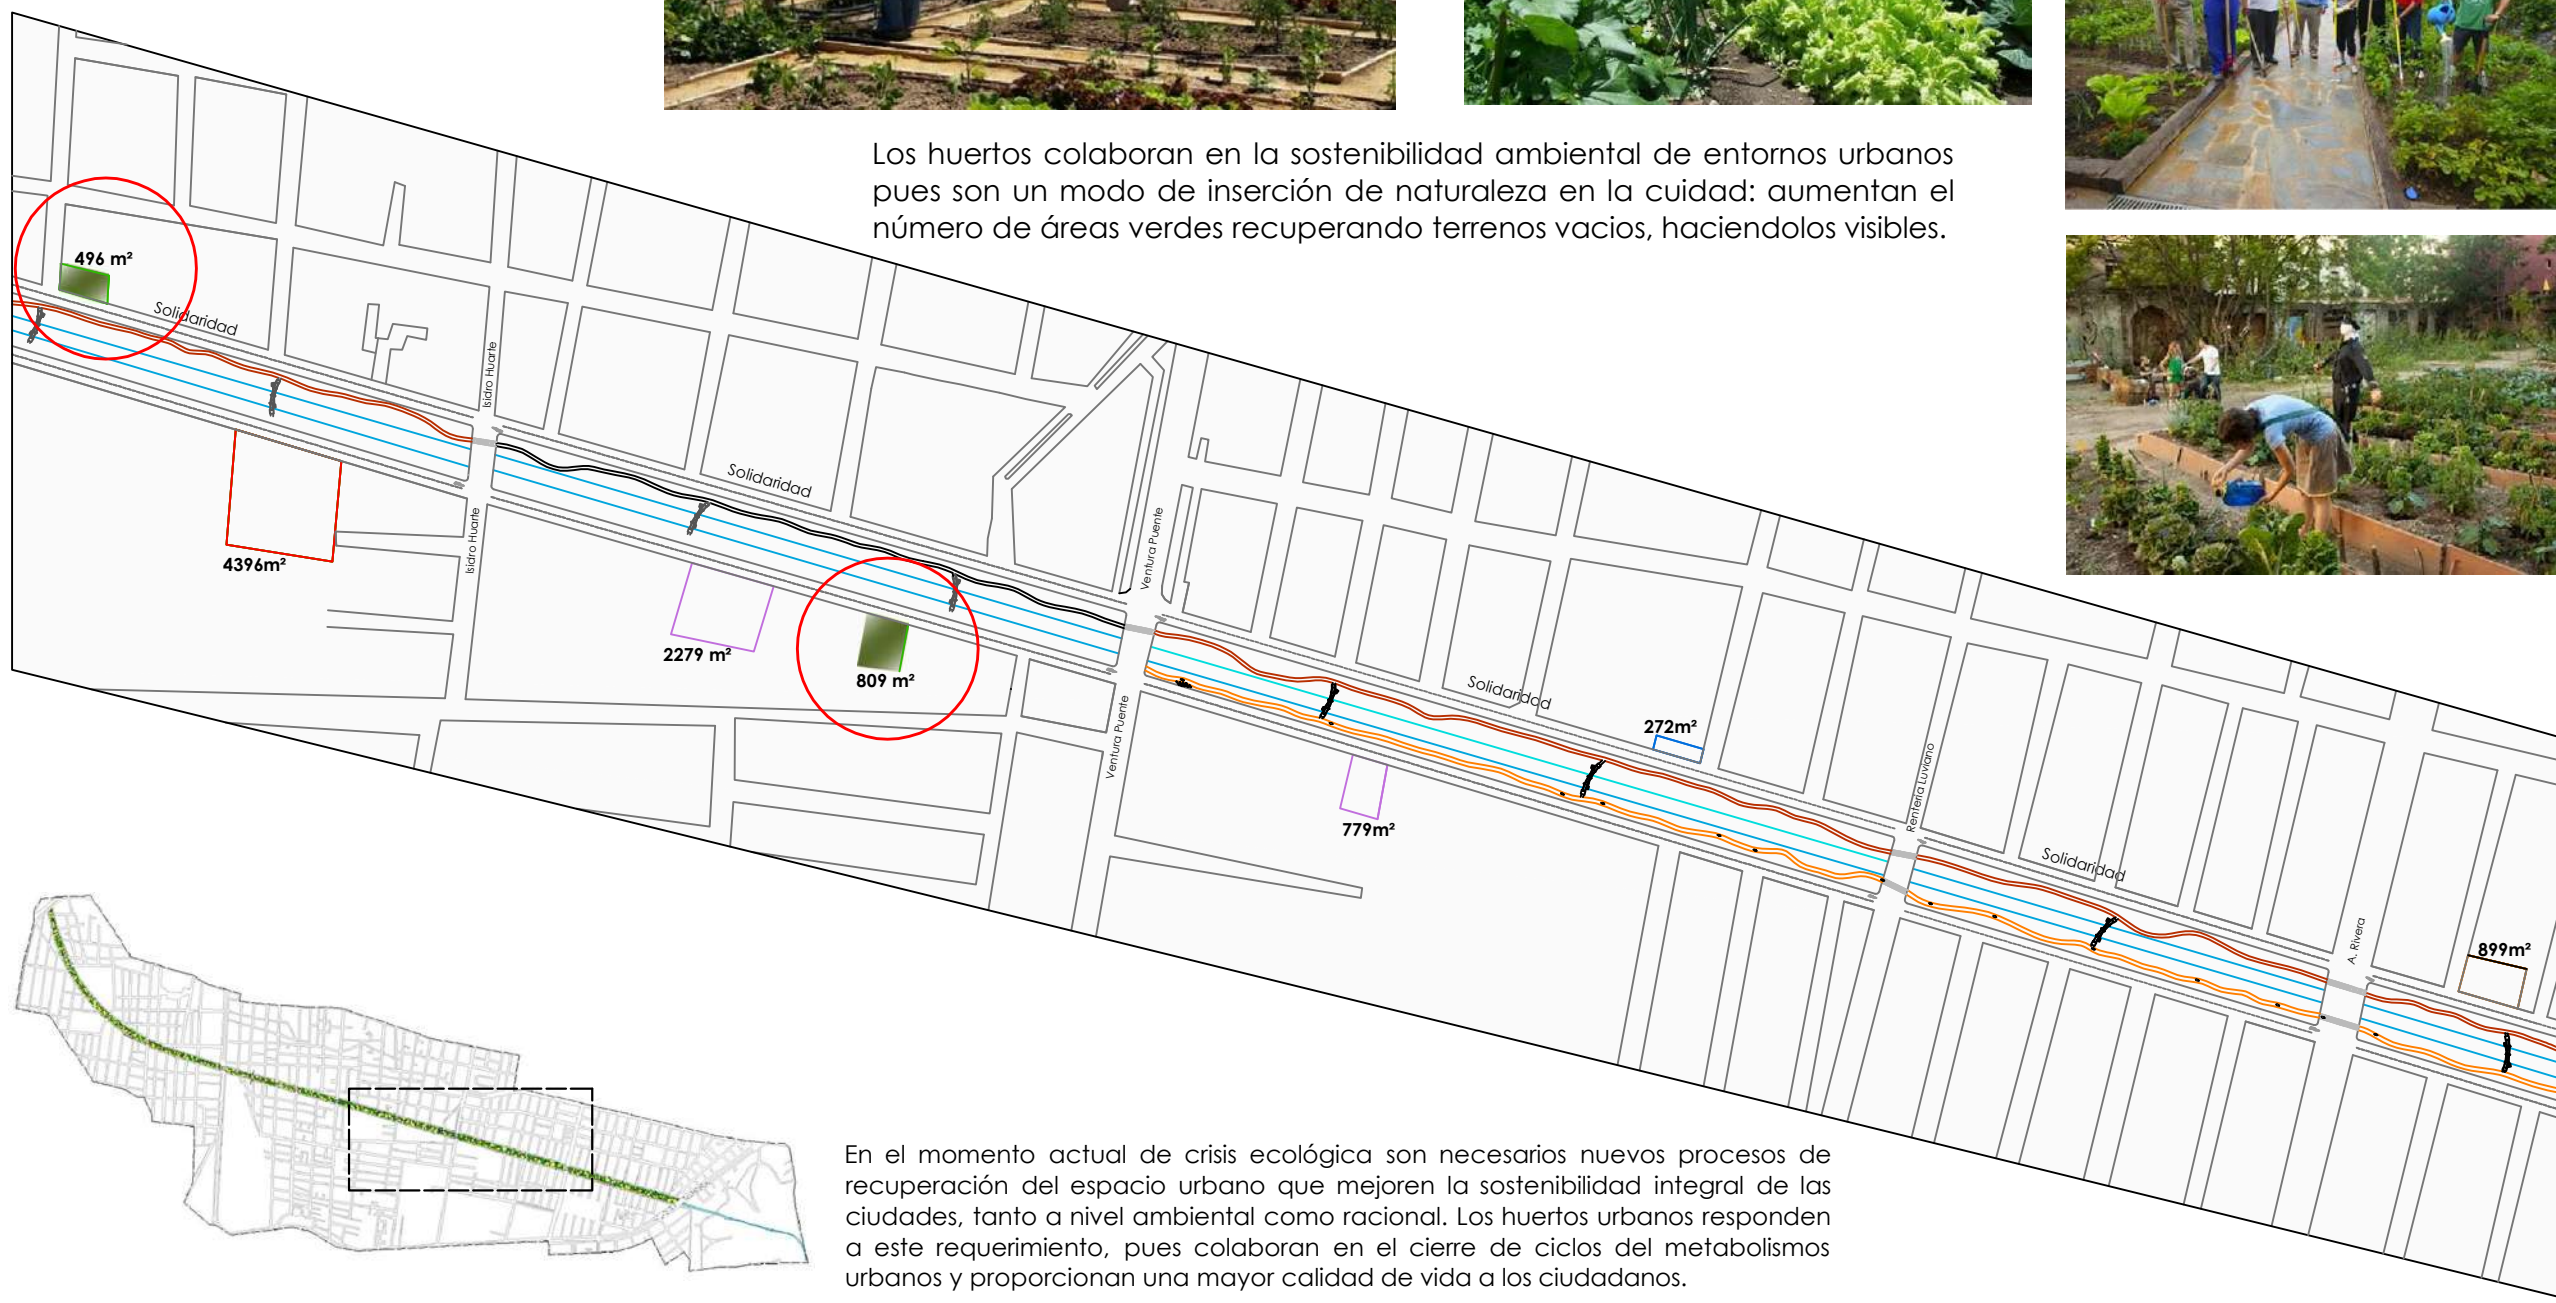 Los huertos colaboran en la sostenibilidad ambiental de entornos urbanos
pues son un modo de inserción de naturaleza en la cuidad: aumentan el
número de áreas verdes recuperando terrenos vacios, haciendolos visibles.
496 m²
Solidaridad
Isidro Huarte
4396m²
Isidro Huarte
Solidaridad
2279 m²
809 m²
Ventura Puente
Ventura Puente
Solidaridad
272m²
779m²
Rentería Luviano
Solidaridad
A. Rivera
899m²
En el momento actual de crisis ecológica son necesarios nuevos procesos de
recuperación del espacio urbano que mejoren la sostenibilidad integral de las
ciudades, tanto a nivel ambiental como racional. Los huertos urbanos responden
a este requerimiento, pues colaboran en el cierre de ciclos del metabolismos
urbanos y proporcionan una mayor calidad de vida a los ciudadanos.